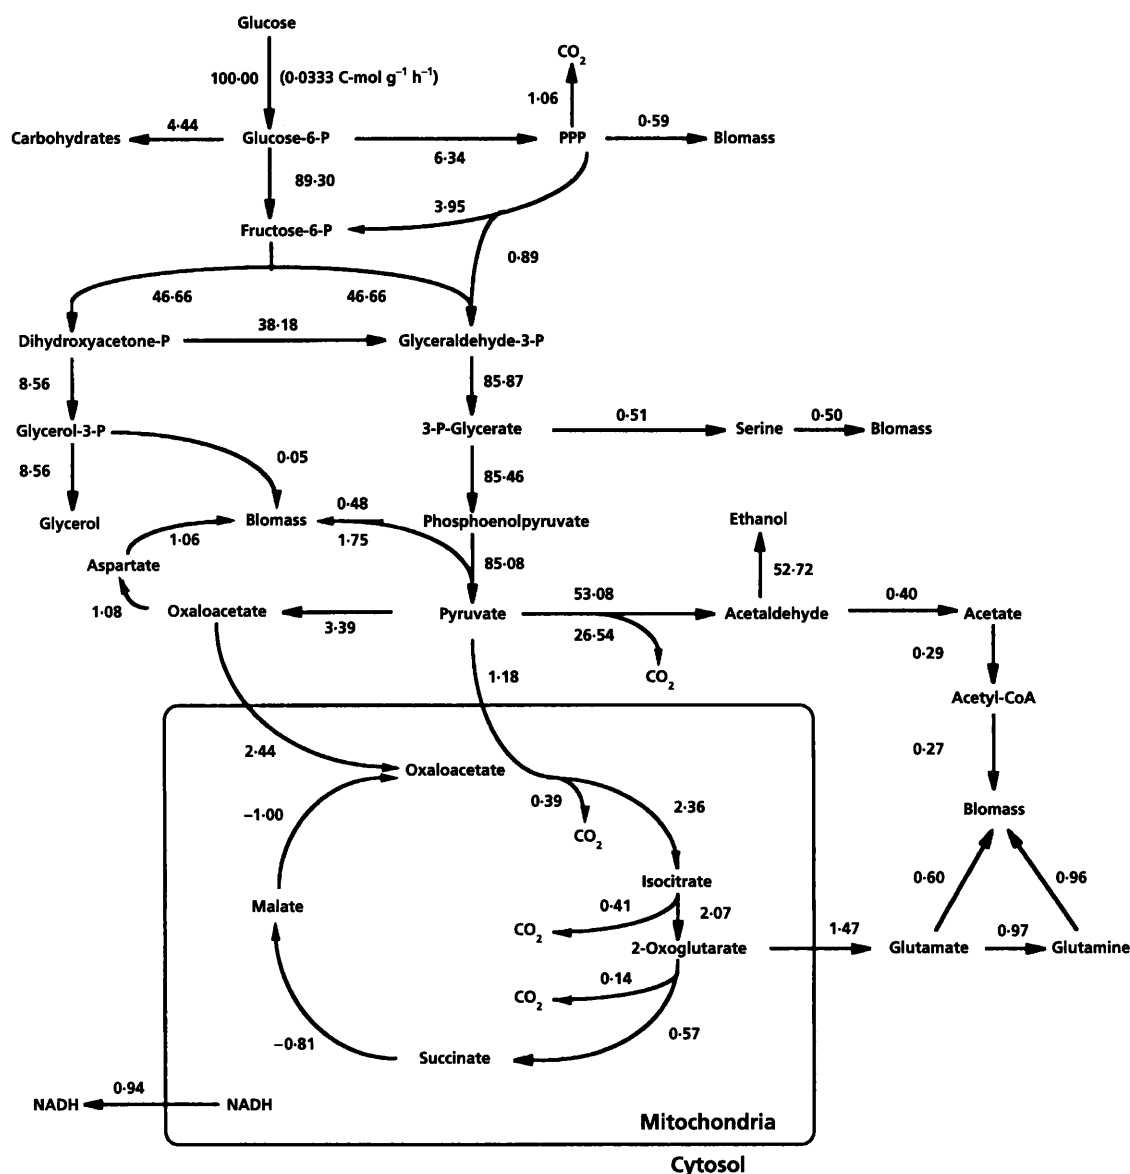 Glucose
CO2
100·00 (0·0333 C-mol g−1 h−1)
1·06
4·44
0·59
Carbohydrates
Glucose-6-P
PPP
Biomass
6·34
89·30
3·95
Fructose-6-P
0·89
46·66
46·66
38·18
Dihydroxyacetone-P
Glyceraldehyde-3-P
8·56
85·87
0·51
0·50
Glycerol-3-P
3-P-Glycerate
Serine
Biomass
0·05
8·56
85·46
0·48
Glycerol
Biomass
Phosphoenolpyruvate
Ethanol
1·06
1·75
Aspartate
85·08
52·72
53·08
0·40
1·08
Oxaloacetate
Pyruvate
Acetaldehyde
Acetate
3·39
26·54
0·29
CO2
1·18
Acetyl-CoA
2·44
0·27
Oxaloacetate
0·39
2·36
−1·00
CO2
Biomass
Isocitrate
0·60
0·96
Malate
0·41
2·07
CO2
1·47
2-Oxoglutarate
Glutamate
0·97
Glutamine
0·14
CO2
0·57
−0·81
Succinate
0·94
NADH
NADH
Mitochondria
Cytosol